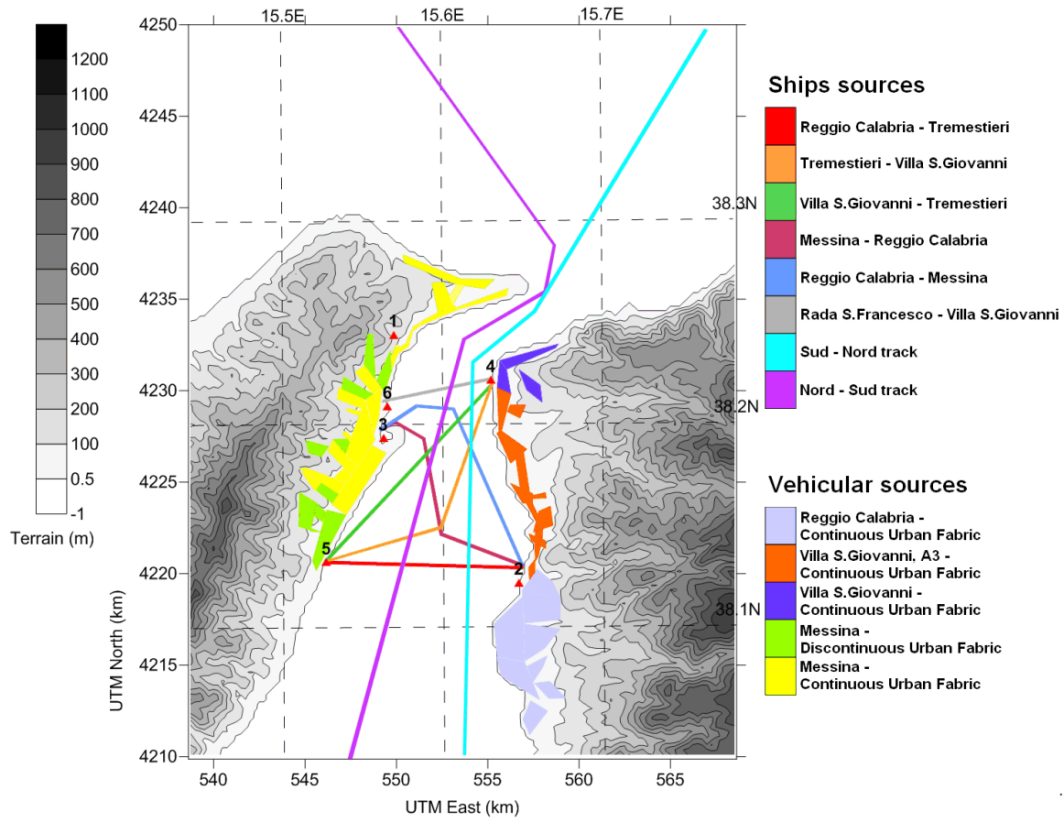 15.5E 15.6E 15.7E
4250
4245
4240
4235
4230
4225
4220
4215
4210
540 545 550 555 560 565
UTM East (km)
UTM North (km)
38.3N
38.2N
38.1N
1
4
6
3
5
2
1200
1100
1000
900
800
700
600
500
400
300
200
100
0.5
-1
Terrain (m)
Ships sources
Reggio Calabria - Tremestieri
Tremestieri - Villa S.Giovanni
Villa S.Giovanni - Tremestieri
Messina - Reggio Calabria
Reggio Calabria - Messina
Rada S.Francesco - Villa S.Giovanni
Sud - Nord track
Nord - Sud track
Vehicular sources
Reggio Calabria -
Continuous Urban Fabric
Villa S.Giovanni, A3 -
Continuous Urban Fabric
Villa S.Giovanni -
Continuous Urban Fabric
Messina -
Discontinuous Urban Fabric
Messina -
Continuous Urban Fabric